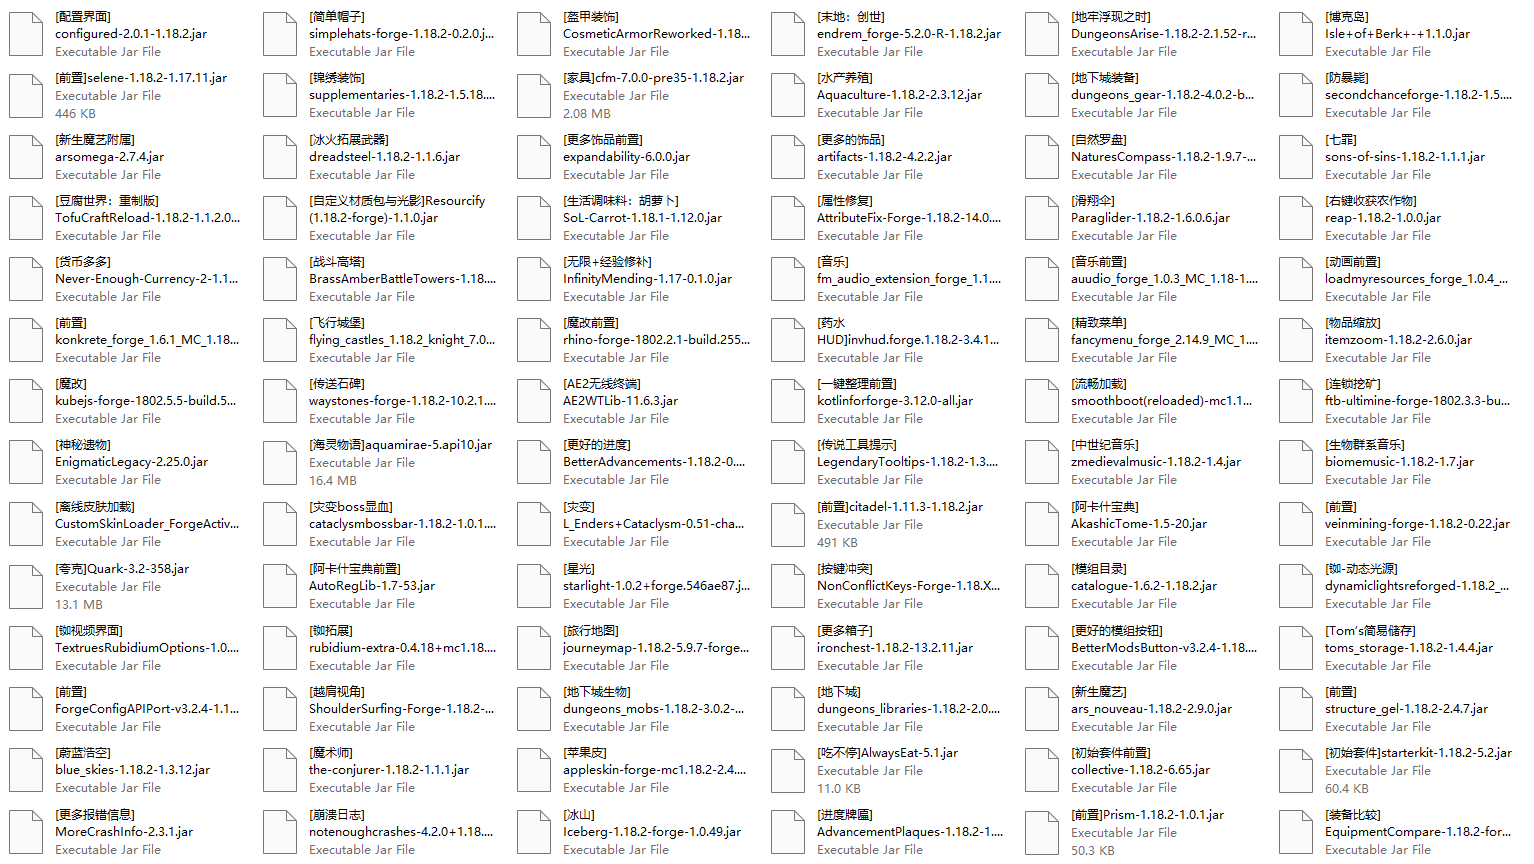 [配置界面]
configured-2.0.1-1.18.2.jar
Executable Jar File
[简单帽子]
simplehats-forge-1.18.2-0.2.0.j...
Executable Jar File
[盔甲装饰]
CosmeticArmorReworked-1.18...
Executable Jar File
[末地：创世]
endrem_forge-5.2.0-R-1.18.2.jar
Executable Jar File
[地牢浮现之时]
DungeonsArise-1.18.2-2.1.52-r...
Executable Jar File
[博克岛]
Isle+of+Berk+-+1.1.0.jar
Executable Jar File
[前置]selene-1.18.2-1.17.11.jar
Executable Jar File
446 KB
[锦绣装饰]
supplementaries-1.18.2-1.5.18....
Executable Jar File
[家具]cfm-7.0.0-pre35-1.18.2.jar
Executable Jar File
2.08 MB
[水产养殖]
Aquaculture-1.18.2-2.3.12.jar
Executable Jar File
[地下城装备]
dungeons_gear-1.18.2-4.0.2-b...
Executable Jar File
[防暴毙]
secondchanceforge-1.18.2-1.5....
Executable Jar File
[新生魔艺附属]
arsomega-2.7.4.jar
Executable Jar File
[冰火拓展武器]
dreadsteel-1.18.2-1.1.6.jar
Executable Jar File
[更多饰品前置]
expandability-6.0.0.jar
Executable Jar File
[更多的饰品]
artifacts-1.18.2-4.2.2.jar
Executable Jar File
[自然罗盘]
NaturesCompass-1.18.2-1.9.7-...
Executable Jar File
[七罪]
sons-of-sins-1.18.2-1.1.1.jar
Executable Jar File
[豆腐世界：重制版]
TofuCraftReload-1.18.2-1.1.2.0...
Executable Jar File
[自定义材质包与光影]Resourcify
(1.18.2-forge)-1.1.0.jar
Executable Jar File
[生活调味料：胡萝卜]
SoL-Carrot-1.18.1-1.12.0.jar
Executable Jar File
[属性修复]
AttributeFix-Forge-1.18.2-14.0....
Executable Jar File
[滑翔伞]
Paraglider-1.18.2-1.6.0.6.jar
Executable Jar File
[右键收获农作物]
reap-1.18.2-1.0.0.jar
Executable Jar File
[货币多多]
Never-Enough-Currency-2-1.1...
Executable Jar File
[战斗高塔]
BrassAmberBattleTowers-1.18....
Executable Jar File
[无限+经验修补]
InfinityMending-1.17-0.1.0.jar
Executable Jar File
[音乐]
fm_audio_extension_forge_1.1....
Executable Jar File
[音乐前置]
auudio_forge_1.0.3_MC_1.18-1....
Executable Jar File
[动画前置]
loadmyresources_forge_1.0.4_...
Executable Jar File
[前置]
konkrete_forge_1.6.1_MC_1.18...
Executable Jar File
[飞行城堡]
flying_castles_1.18.2_knight_7.0...
Executable Jar File
[魔改前置]
rhino-forge-1802.2.1-build.255...
Executable Jar File
[药水
HUD]invhud.forge.1.18.2-3.4.1...
Executable Jar File
[精致菜单]
fancymenu_forge_2.14.9_MC_1....
Executable Jar File
[物品缩放]
itemzoom-1.18.2-2.6.0.jar
Executable Jar File
[魔改]
kubejs-forge-1802.5.5-build.5...
Executable Jar File
[传送石碑]
waystones-forge-1.18.2-10.2.1....
Executable Jar File
[AE2无线终端]
AE2WTLib-11.6.3.jar
Executable Jar File
[一键整理前置]
kotlinforforge-3.12.0-all.jar
Executable Jar File
[流畅加载]
smoothboot(reloaded)-mc1.1...
Executable Jar File
[连锁挖矿]
ftb-ultimine-forge-1802.3.3-bu...
Executable Jar File
[神秘遗物]
EnigmaticLegacy-2.25.0.jar
Executable Jar File
[海灵物语]aquamirae-5.api10.jar
Executable Jar File
16.4 MB
[更好的进度]
BetterAdvancements-1.18.2-0....
Executable Jar File
[传说工具提示]
LegendaryTooltips-1.18.2-1.3....
Executable Jar File
[中世纪音乐]
zmedievalmusic-1.18.2-1.4.jar
Executable Jar File
[生物群系音乐]
biomemusic-1.18.2-1.7.jar
Executable Jar File
[离线皮肤加载]
CustomSkinLoader_ForgeActiv...
Executable Jar File
[灾变boss显血]
cataclysmbossbar-1.18.2-1.0.1....
Executable Jar File
[灾变]
L_Enders+Cataclysm-0.51-cha...
Executable Jar File
[前置]citadel-1.11.3-1.18.2.jar
Executable Jar File
491 KB
[阿卡什宝典]
AkashicTome-1.5-20.jar
Executable Jar File
[前置]
veinmining-forge-1.18.2-0.22.jar
Executable Jar File
[夸克]Quark-3.2-358.jar
Executable Jar File
13.1 MB
[阿卡什宝典前置]
AutoRegLib-1.7-53.jar
Executable Jar File
[星光]
starlight-1.0.2+forge.546ae87.j...
Executable Jar File
[按键冲突]
NonConflictKeys-Forge-1.18.X...
Executable Jar File
[模组目录]
catalogue-1.6.2-1.18.2.jar
Executable Jar File
[铷-动态光源]
dynamiclightsreforged-1.18.2_...
Executable Jar File
[铷视频界面]
TextruesRubidiumOptions-1.0....
Executable Jar File
[铷拓展]
rubidium-extra-0.4.18+mc1.18....
Executable Jar File
[旅行地图]
journeymap-1.18.2-5.9.7-forge...
Executable Jar File
[更多箱子]
ironchest-1.18.2-13.2.11.jar
Executable Jar File
[更好的模组按钮]
BetterModsButton-v3.2.4-1.18....
Executable Jar File
[Tom's简易储存]
toms_storage-1.18.2-1.4.4.jar
Executable Jar File
[前置]
ForgeConfigAPIPort-v3.2.4-1.1...
Executable Jar File
[越肩视角]
ShoulderSurfing-Forge-1.18.2-...
Executable Jar File
[地下城生物]
dungeons_mobs-1.18.2-3.0.2-...
Executable Jar File
[地下城]
dungeons_libraries-1.18.2-2.0....
Executable Jar File
[新生魔艺]
ars_nouveau-1.18.2-2.9.0.jar
Executable Jar File
[前置]
structure_gel-1.18.2-2.4.7.jar
Executable Jar File
[蔚蓝浩空]
blue_skies-1.18.2-1.3.12.jar
Executable Jar File
[魔术师]
the-conjurer-1.18.2-1.1.1.jar
Executable Jar File
[苹果皮]
appleskin-forge-mc1.18.2-2.4....
Executable Jar File
[吃不停]AlwaysEat-5.1.jar
Executable Jar File
11.0 KB
[初始套件前置]
collective-1.18.2-6.65.jar
Executable Jar File
[初始套件]starterkit-1.18.2-5.2.jar
Executable Jar File
60.4 KB
[更多报错信息]
MoreCrashInfo-2.3.1.jar
Executable Jar File
[崩溃日志]
notenoughcrashes-4.2.0+1.18....
Executable Jar File
[冰山]
Iceberg-1.18.2-forge-1.0.49.jar
Executable Jar File
[进度牌匾]
AdvancementPlaques-1.18.2-1....
Executable Jar File
[前置]Prism-1.18.2-1.0.1.jar
Executable Jar File
50.3 KB
[装备比较]
EquipmentCompare-1.18.2-for...
Executable Jar File